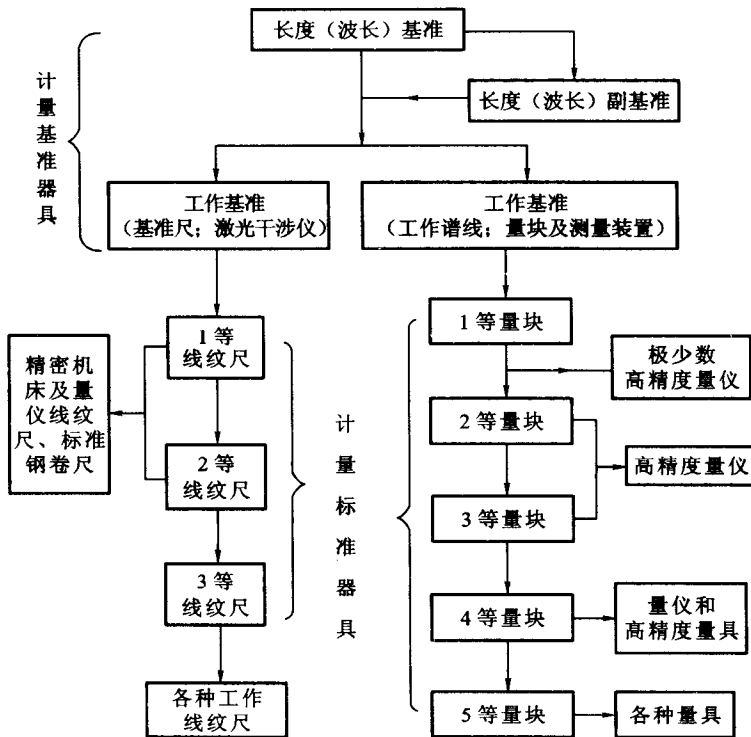 长度（波长）基准
长度（波长）副基准
计量基准器具
工作基准
（基准尺；激光干涉仪）
工作基准
（工作谱线；量块及测量装置）
1等
线纹尺
精密机
床及量
仪线纹
尺、标准
钢卷尺
2等
线纹尺
3等
线纹尺
各种工作
线纹尺
计量标准器具
1等量块
极少数
高精度量仪
2等量块
高精度量仪
3等量块
4等量块
量仪和
高精度量具
5等量块
各种量具